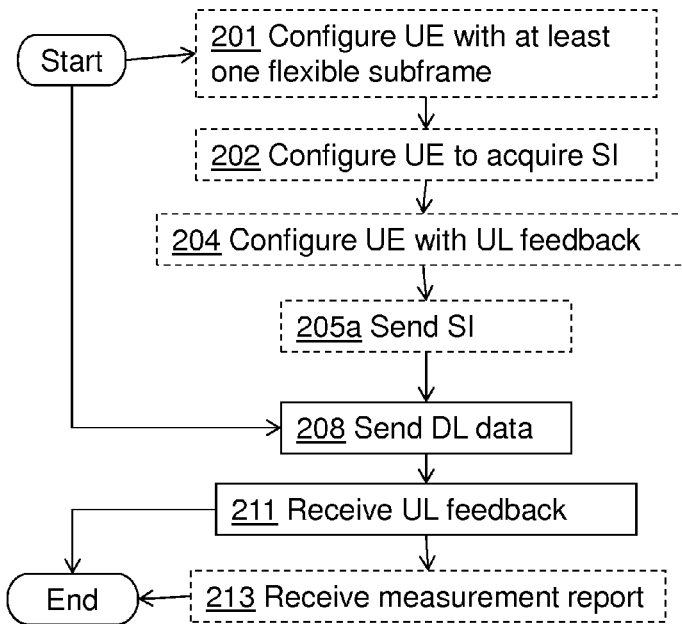 Start
201 Configure UE with at least
one flexible subframe
202 Configure UE to acquire SI
204 Configure UE with UL feedback
205a Send SI
208 Send DL data
211 Receive UL feedback
End
213 Receive measurement report